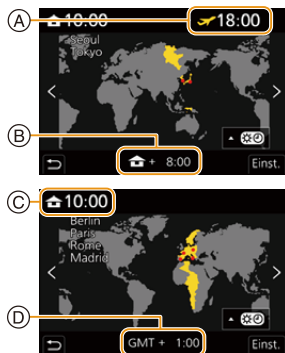 A
10:00
18:00
Seoul
Tokyo
B
+ 8:00
Einst.
C
10:00
Berlin
Paris
Rome
Madrid
D
GMT + 1:00
Einst.